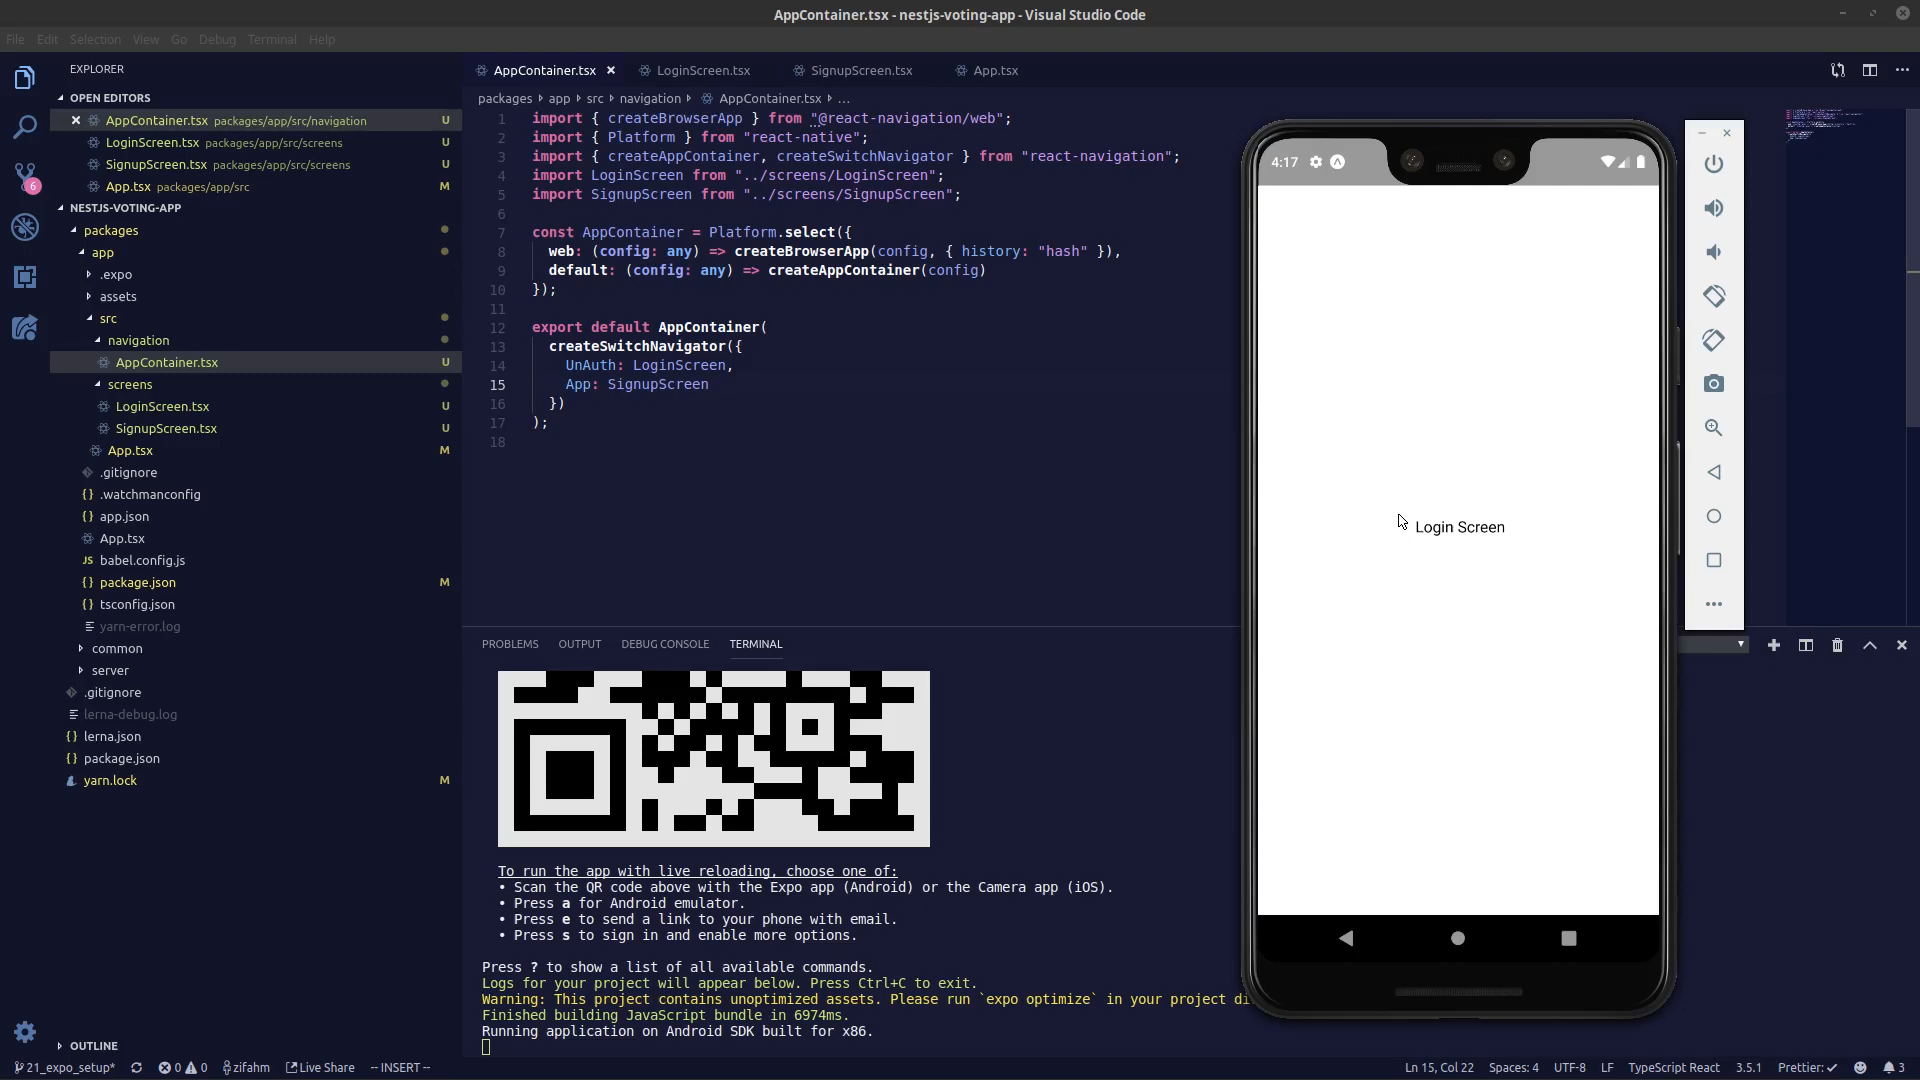 AppContainer.tsx - nestjs-voting-app - Visual Studio Code
File Edit Selection View Go Debug Terminal Help
EXPLORER
OPEN EDITORS
AppContainer.tsx packages/app/src/navigation U
LoginScreen.tsx packages/app/src/screens U
SignupScreen.tsx packages/app/src/screens U
App.tsx packages/app/src M
NESTJS-VOTING-APP
packages
app
.expo
assets
src
navigation
AppContainer.tsx U
screens
LoginScreen.tsx U
SignupScreen.tsx U
App.tsx M
.gitignore
.watchmanconfig
app.json
App.tsx
JS babel.config.js
package.json M
tsconfig.json
yarn-error.log
common
server
.gitignore
lerna-debug.log
lerna.json
package.json
yarn.lock M
OUTLINE
6
AppContainer.tsx LoginScreen.tsx SignupScreen.tsx App.tsx
packages app src navigation AppContainer.tsx ...
1 import { createBrowserApp } from "@react-navigation/web";
2 import { Platform } from "react-native";
3 import { createAppContainer, createSwitchNavigator } from "react-navigation";
4 import LoginScreen from "../screens/LoginScreen";
5 import SignupScreen from "../screens/SignupScreen";
6
7 const AppContainer = Platform.select({
8 web: (config: any) => createBrowserApp(config, { history: "hash" }),
9 default: (config: any) => createAppContainer(config)
10 });
11
12 export default AppContainer(
13 createSwitchNavigator({
14 UnAuth: LoginScreen,
15 App: SignupScreen
16 })
17 );
18
PROBLEMS OUTPUT DEBUG CONSOLE TERMINAL
To run the app with live reloading, choose one of:
• Scan the QR code above with the Expo app (Android) or the Camera app (iOS).
• Press a for Android emulator.
• Press e to send a link to your phone with email.
• Press s to sign in and enable more options.
Press ? to show a list of all available commands.
Logs for your project will appear below. Press Ctrl+C to exit.
Warning: This project contains unoptimized assets. Please run `expo optimize` in your project di
Finished building JavaScript bundle in 6974ms.
Running application on Android SDK built for x86.
4:17
Login Screen
21_expo_setup* 0 0 zifahm Live Share -- INSERT -- Ln 15, Col 22 Spaces: 4 UTF-8 LF TypeScript React 3.5.1 Prettier: ✓ 3